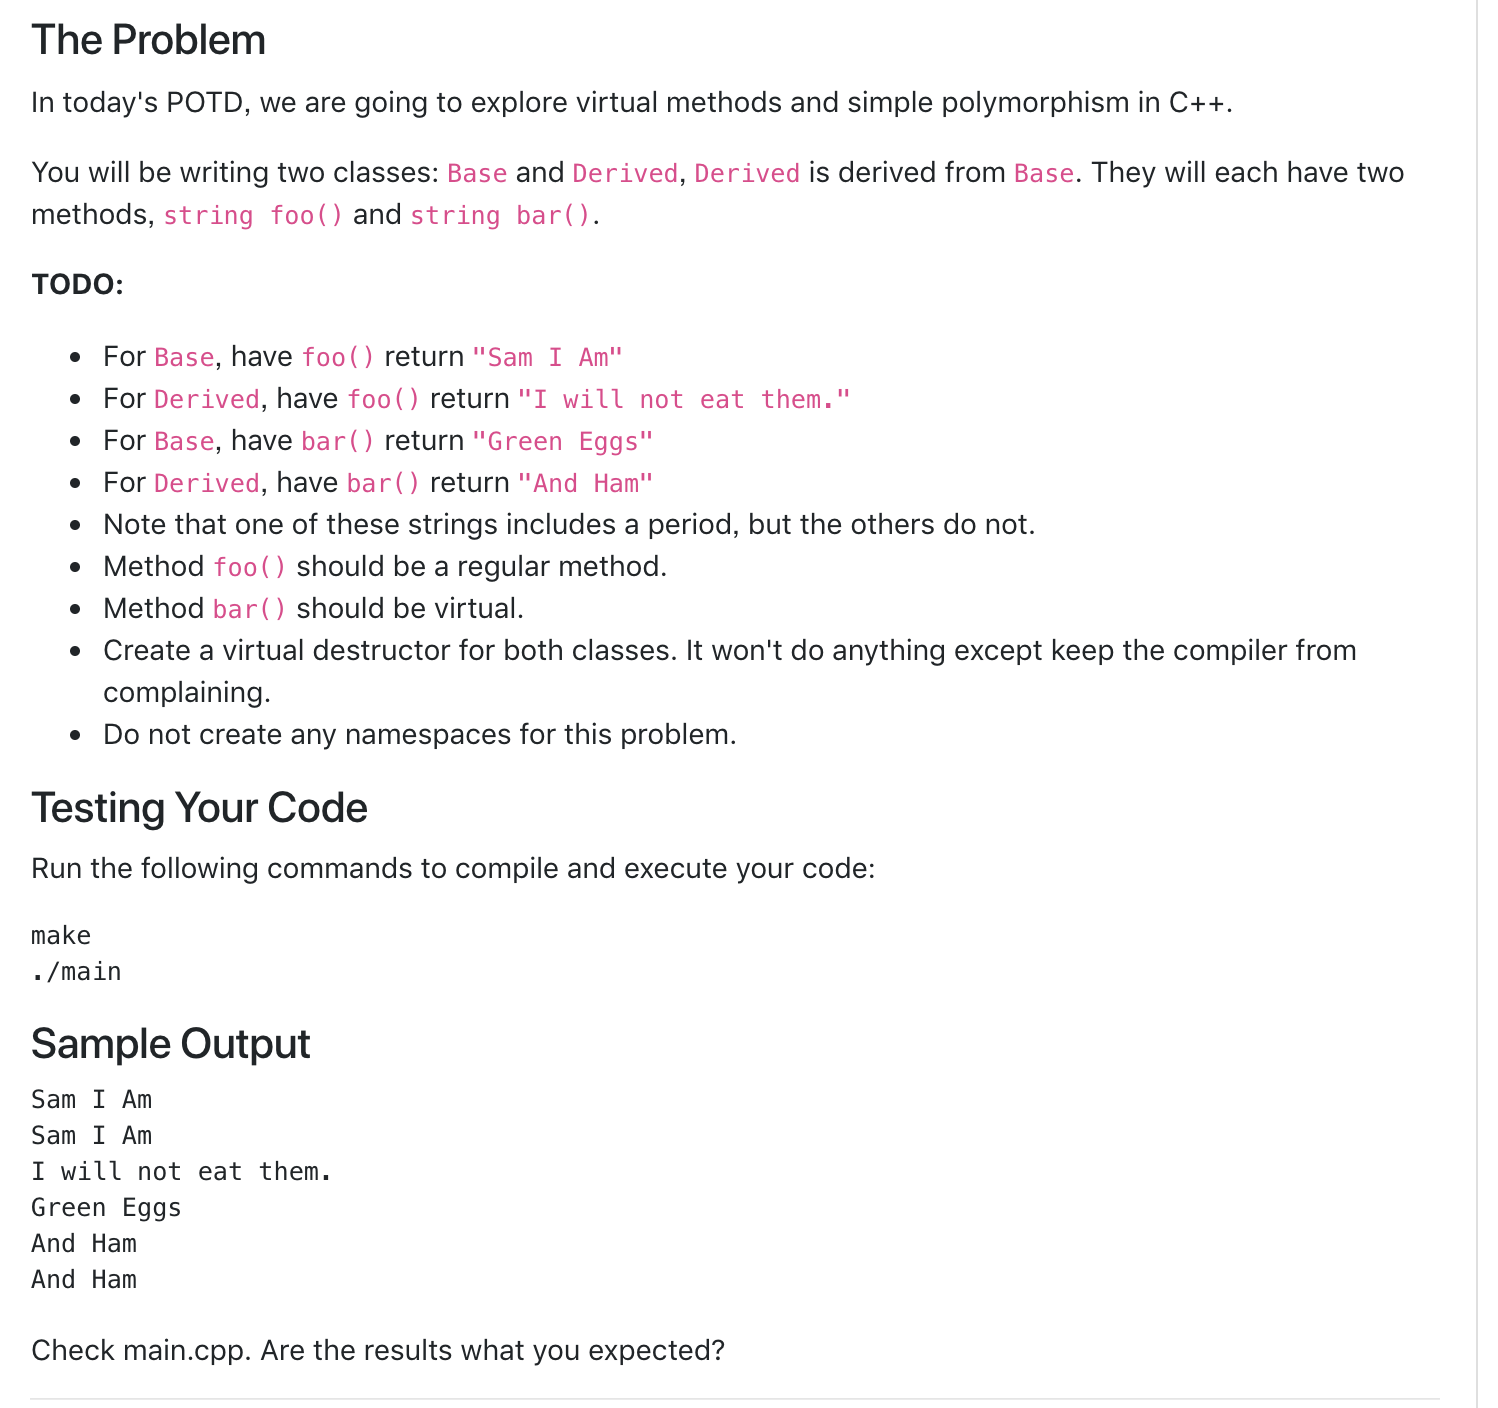 The Problem
In today's POTD, we are going to explore virtual methods and simple polymorphism in C++.
You will be writing two classes: Base and Derived, Derived is derived from Base. They will each have two
methods, string foo() and string bar().
TODO:
• For Base, have foo() return "Sam I Am"
• For Derived, have foo() return "I will not eat them."
• For Base, have bar() return "Green Eggs"
• For Derived, have bar() return "And Ham"
• Note that one of these strings includes a period, but the others do not.
• Method foo() should be a regular method.
• Method bar() should be virtual.
• Create a virtual destructor for both classes. It won't do anything except keep the compiler from
complaining.
• Do not create any namespaces for this problem.
Testing Your Code
Run the following commands to compile and execute your code:
make
./main
Sample Output
Sam I Am
Sam I Am
I will not eat them.
Green Eggs
And Ham
And Ham
Check main.cpp. Are the results what you expected?